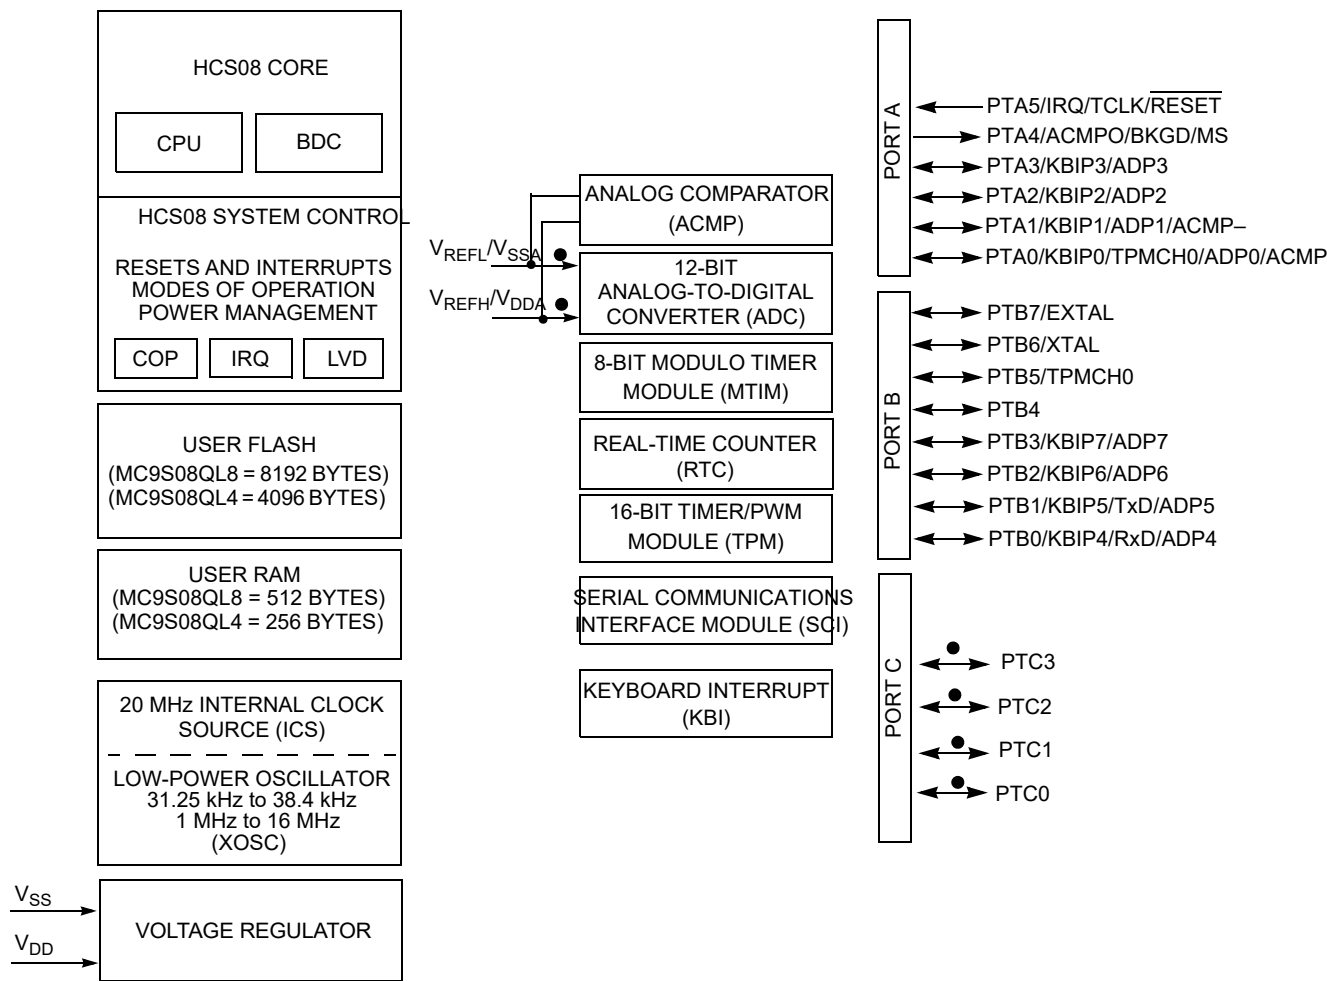 HCS08 CORE
CPU
BDC
HCS08 SYSTEM CONTROL
RESETS AND INTERRUPTS
MODES OF OPERATION
POWER MANAGEMENT
COP
IRQ
LVD
USER FLASH
(MC9S08QL8 = 8192 BYTES)
(MC9S08QL4 = 4096 BYTES)
USER RAM
(MC9S08QL8 = 512 BYTES)
(MC9S08QL4 = 256 BYTES)
20 MHz INTERNAL CLOCK
SOURCE (ICS)
LOW-POWER OSCILLATOR
31.25 kHz to 38.4 kHz
1 MHz to 16 MHz
(XOSC)
VSS
VDD
VOLTAGE REGULATOR
VREFL/VSSA
VREFH/VDDA
ANALOG COMPARATOR
(ACMP)
12-BIT
ANALOG-TO-DIGITAL
CONVERTER (ADC)
8-BIT MODULO TIMER
MODULE (MTIM)
REAL-TIME COUNTER
(RTC)
16-BIT TIMER/PWM
MODULE (TPM)
SERIAL COMMUNICATIONS
INTERFACE MODULE (SCI)
KEYBOARD INTERRUPT
(KBI)
PORT A
PTA5/IRQ/TCLK/RESET
PTA4/ACMPO/BKGD/MS
PTA3/KBIP3/ADP3
PTA2/KBIP2/ADP2
PTA1/KBIP1/ADP1/ACMP–
PTA0/KBIP0/TPMCH0/ADP0/ACMP
PORT B
PTB7/EXTAL
PTB6/XTAL
PTB5/TPMCH0
PTB4
PTB3/KBIP7/ADP7
PTB2/KBIP6/ADP6
PTB1/KBIP5/TxD/ADP5
PTB0/KBIP4/RxD/ADP4
PORT C
PTC3
PTC2
PTC1
PTC0